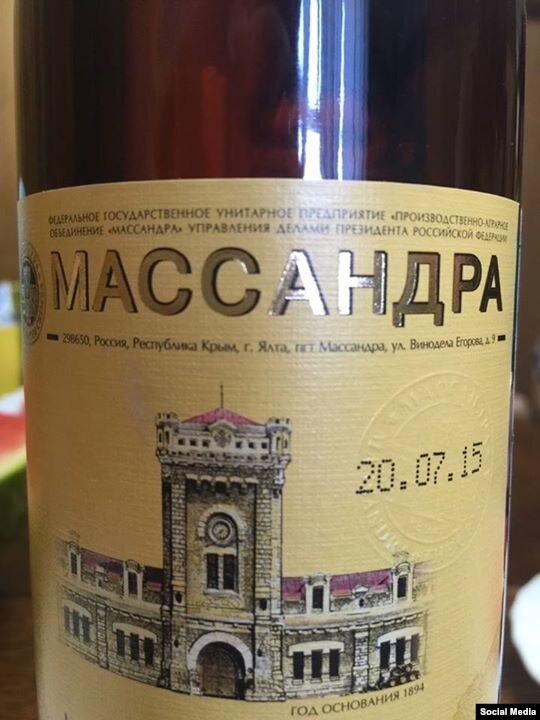 ФЕДЕРАЛЬНОЕ ГОСУДАРСТВЕННОЕ УНИТАРНОЕ ПРЕДПРИЯТИЕ «ПРОИЗВОДСТВЕННО-АГРАРНОЕ
ОБЪЕДИНЕНИЕ «МАССАНДРА» УПРАВЛЕНИЯ ДЕЛАМИ ПРЕЗИДЕНТА РОССИЙСКОЙ ФЕДЕРАЦИИ
МАССАНДРА
298650, Россия, Республика Крым, г. Ялта, пгт Массандра, ул. Винодела Егорова, д. 9
20.07.15
ГОД ОСНОВАНИЯ 1894
Social Media